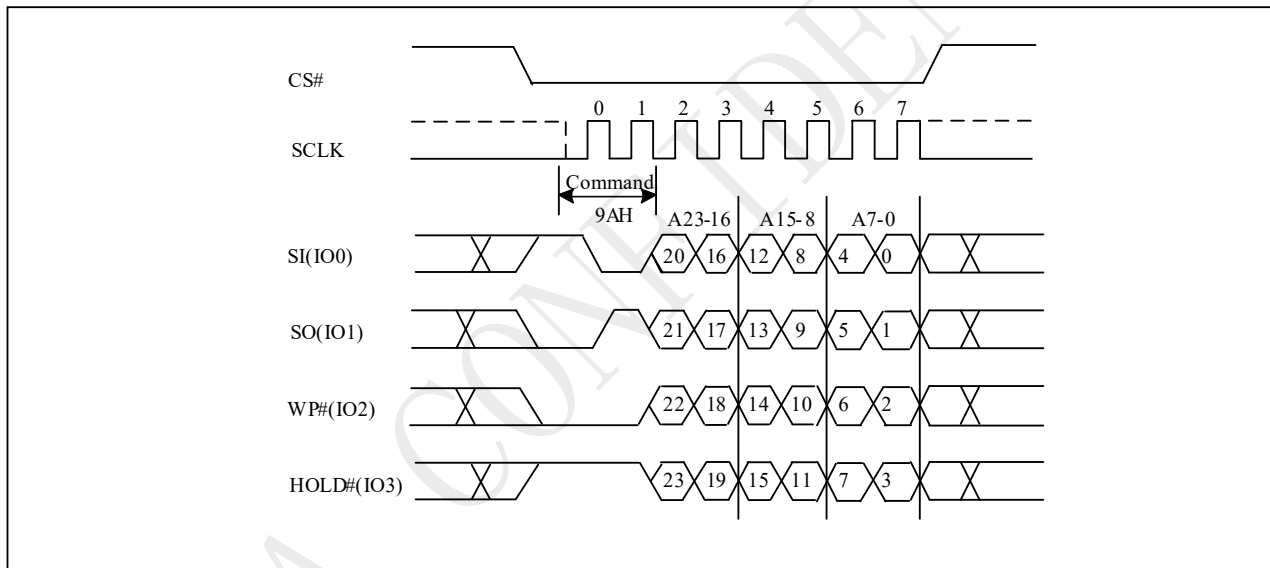 CONFIDEN
A
CS#
0 1 2 3 4 5 6 7
SCLK
Command
9AH
A23-16 A15-8 A7-0
SI(IO0) 20 16 12 8 4 0
SO(IO1) 21 17 13 9 5 1
WP#(IO2) 22 18 14 10 6 2
HOLD#(IO3) 23 19 15 11 7 3